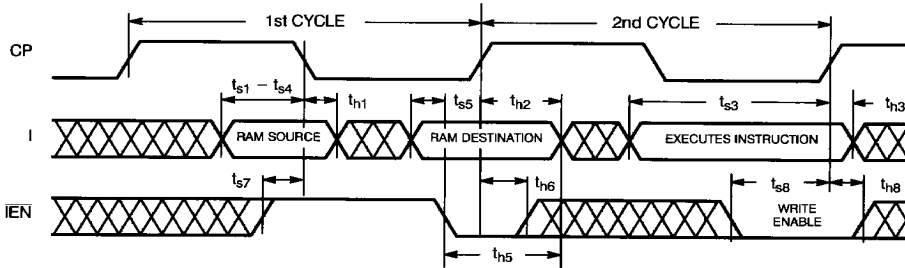 1st CYCLE 2nd CYCLE
CP
ts1 – ts4 th1 ts5 th2 ts3 th3
I RAM SOURCE RAM DESTINATION EXECUTES INSTRUCTION
ts7 th6 ts8 th8
IEN WRITE
ENABLE
th5